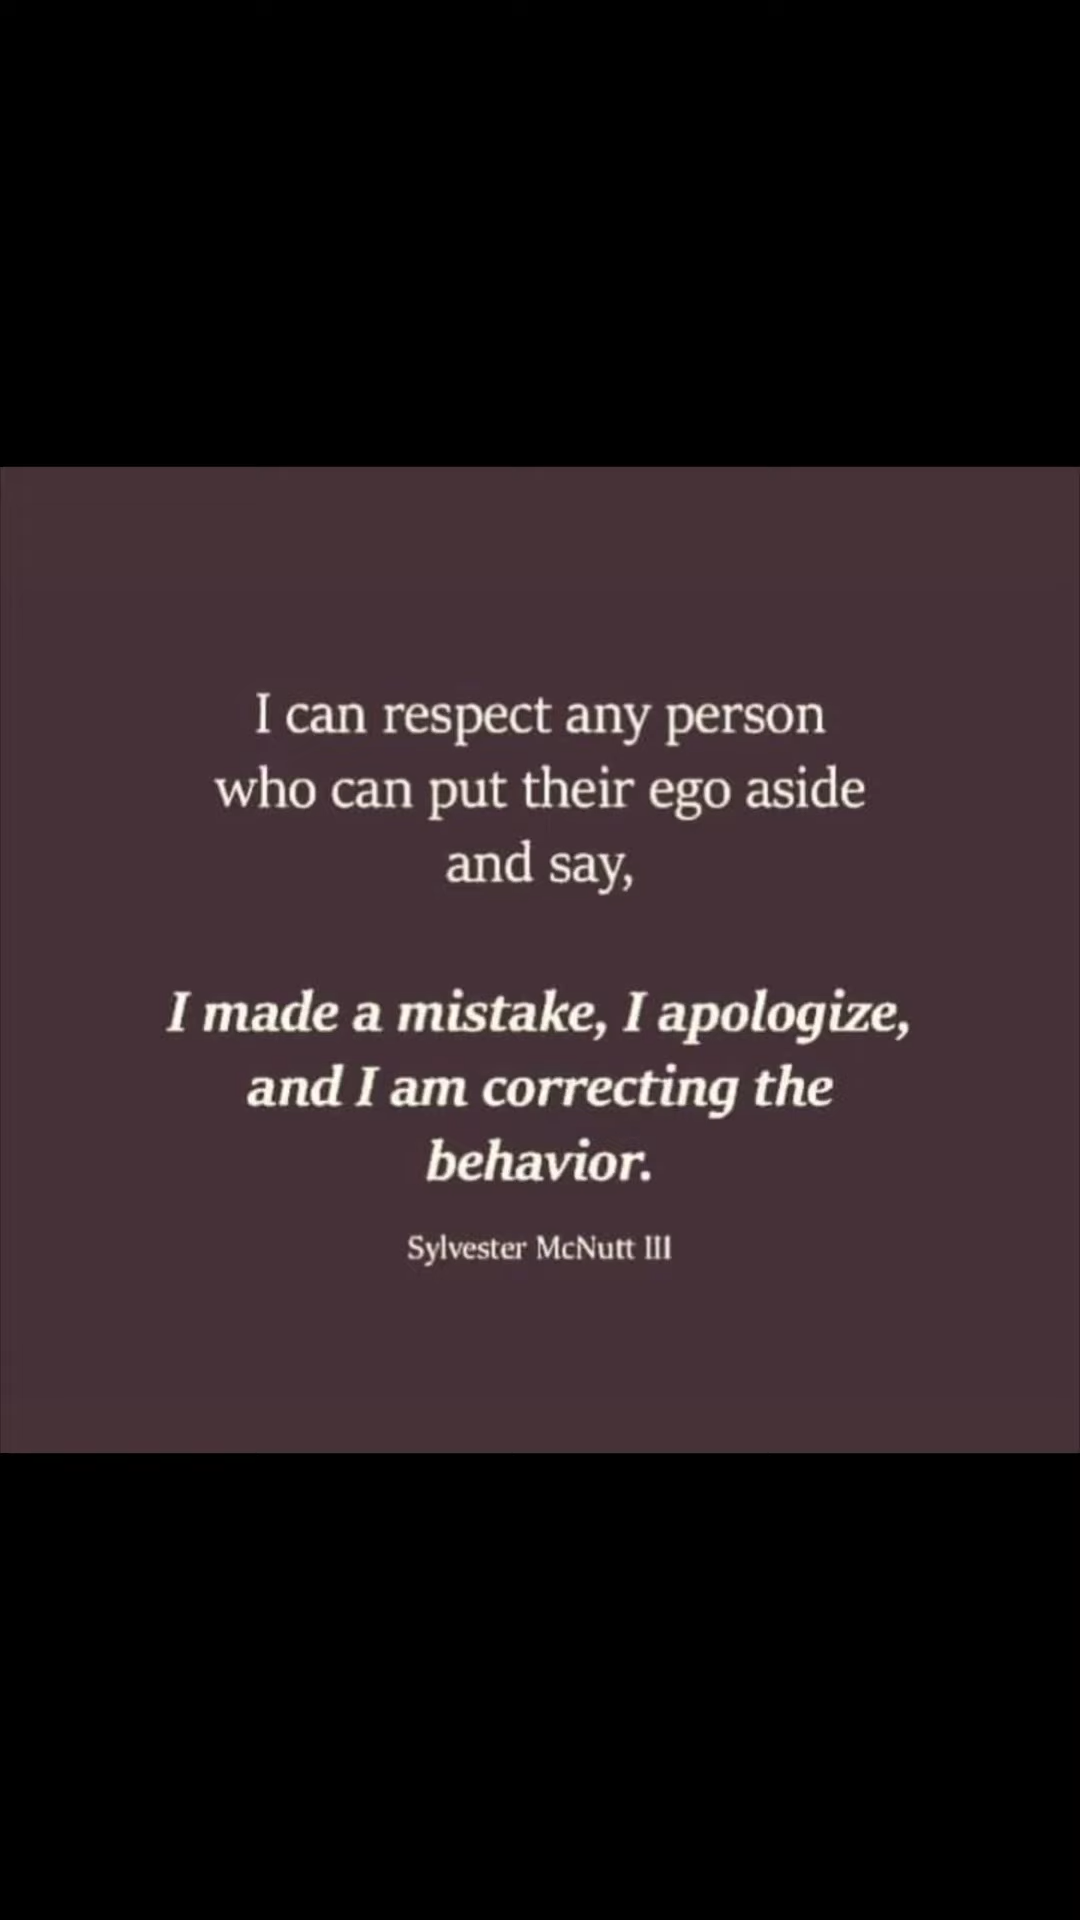 I can respect any person
who can put their ego aside
and say,
I made a mistake, I apologize,
and I am correcting the
behavior.
Sylvester McNutt III